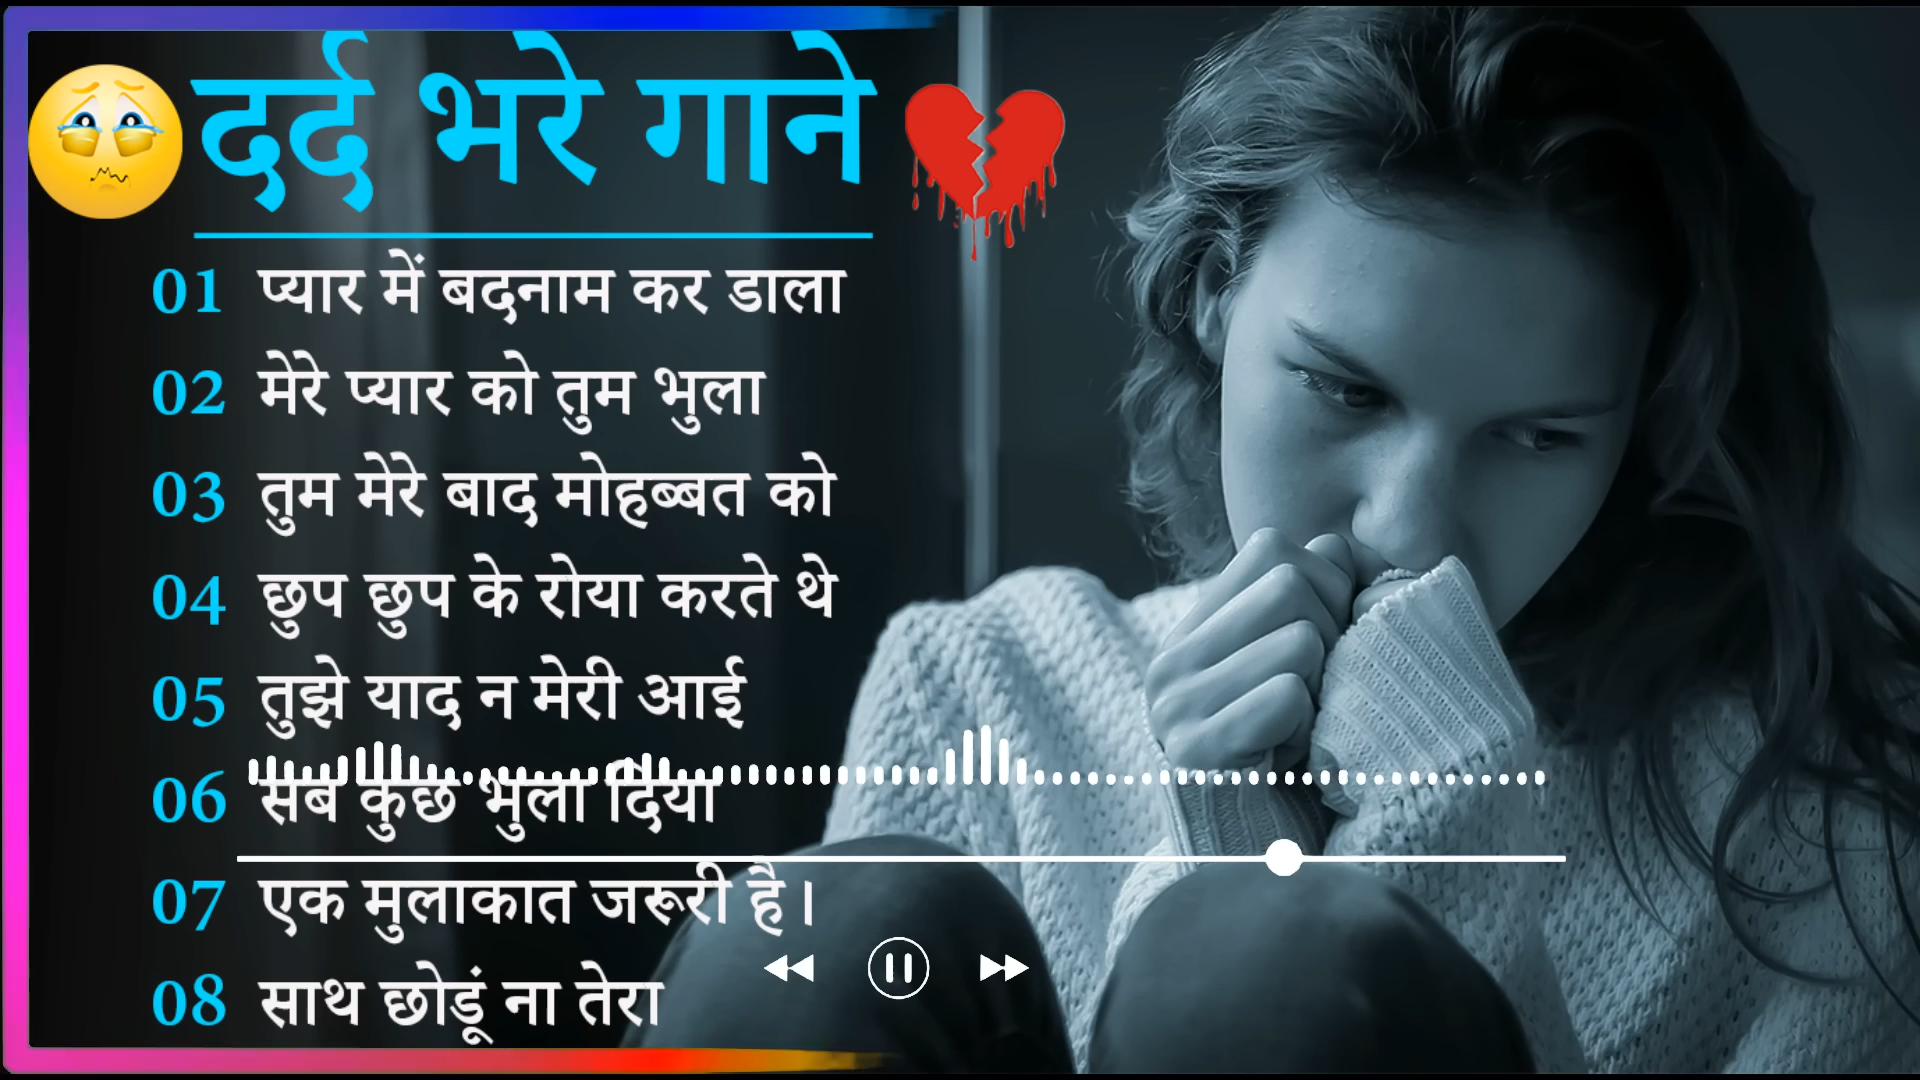 दर्द भरे गाने
01 प्यार में बदनाम कर डाला
02 मेरे प्यार को तुम भुला
03 तुम मेरे बाद मोहब्बत को
04 छुप छुप के रोया करते थे
05 तुझे याद न मेरी आई
06 सब कुछ भुला दिया
07 एक मुलाकात जरूरी है।
08 साथ छोडूं ना तेरा